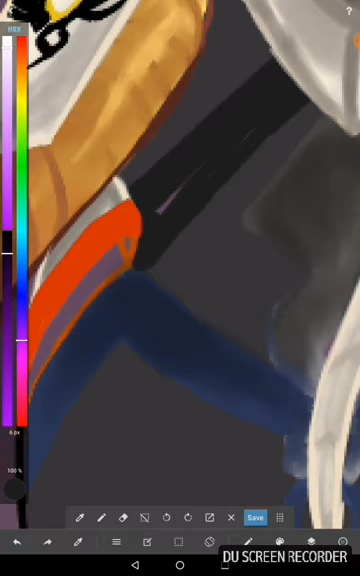 ?
HSV
6 px
100 %
Save
DU SCREEN RECORDER